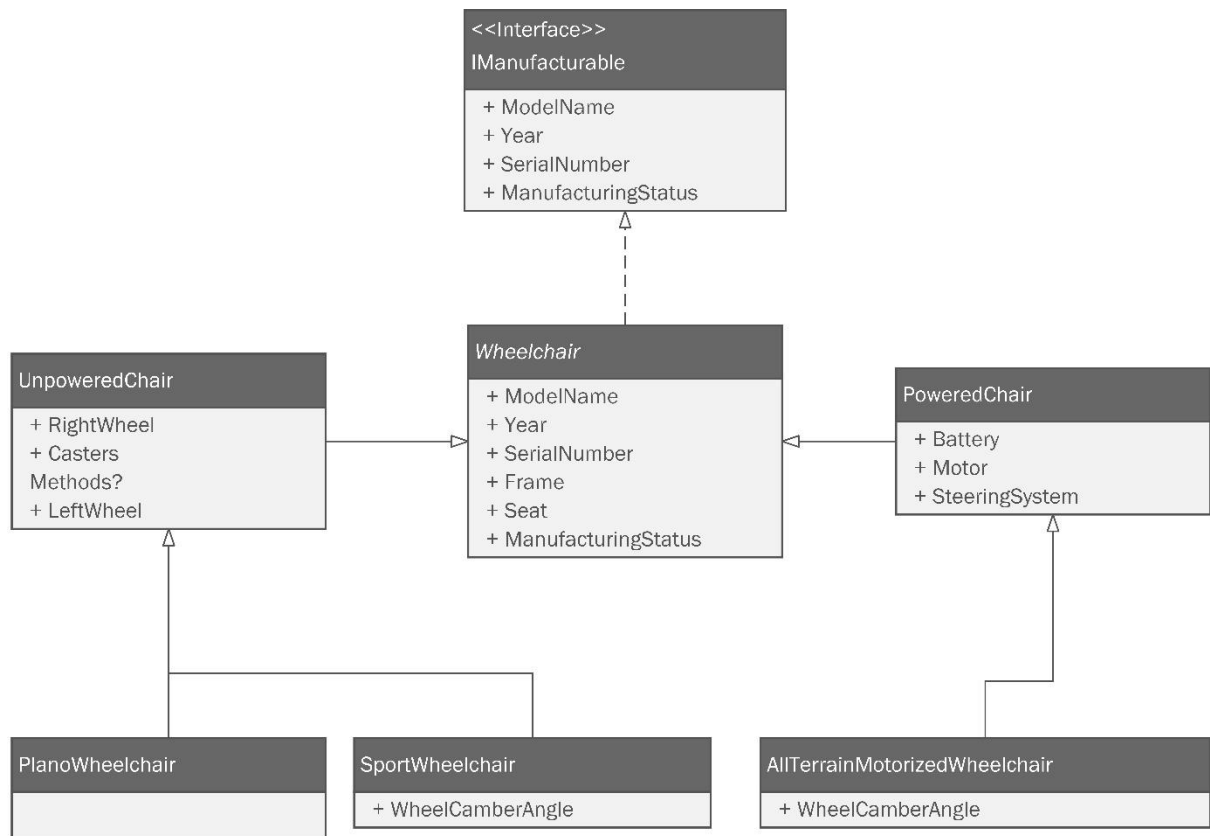 <<Interface>>
IManufacturable
+ ModelName
+ Year
+ SerialNumber
+ ManufacturingStatus
UnpoweredChair
+ RightWheel
+ Casters
Methods?
+ LeftWheel
Wheelchair
+ ModelName
+ Year
+ SerialNumber
+ Frame
+ Seat
+ ManufacturingStatus
PoweredChair
+ Battery
+ Motor
+ SteeringSystem
PlanoWheelchair
SportWheelchair
+ WheelCamberAngle
AllTerrainMotorizedWheelchair
+ WheelCamberAngle